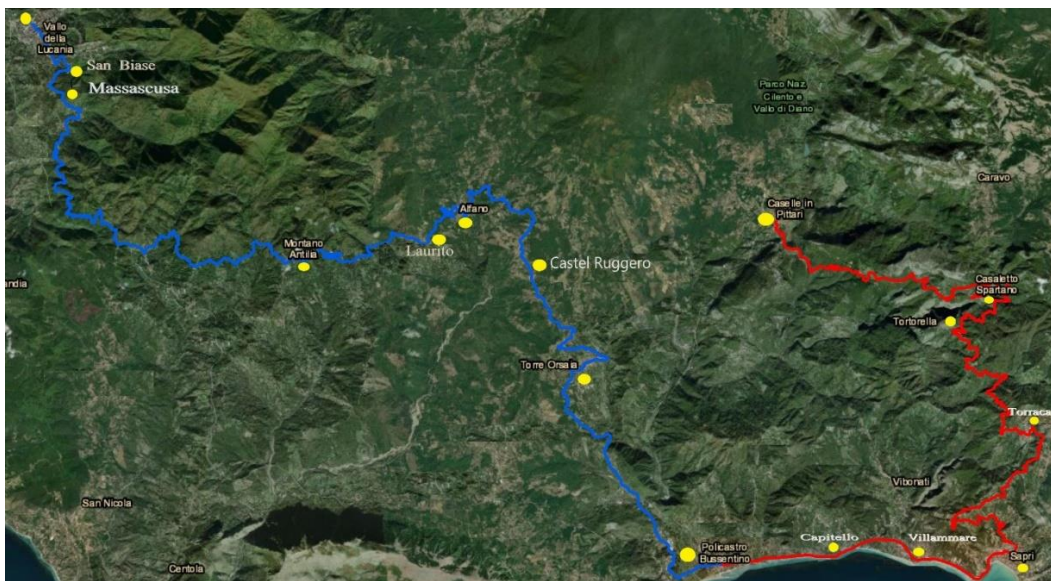 Vallo
della
Lucania
San Biase
Massascusa
Parco Naz.
Cilento e
Vallo di Diano
Caravo
Caselle in
Pittari
Alfano
Laurito
Montano
Antilia
Castel Ruggero
andia
Casaletto
Spartano
Tortorella
Torre Orsaia
Torraca
Vibonati
San Nicola
Capitello
Villammare
Policastro
Bussentino
Sapri
Centola